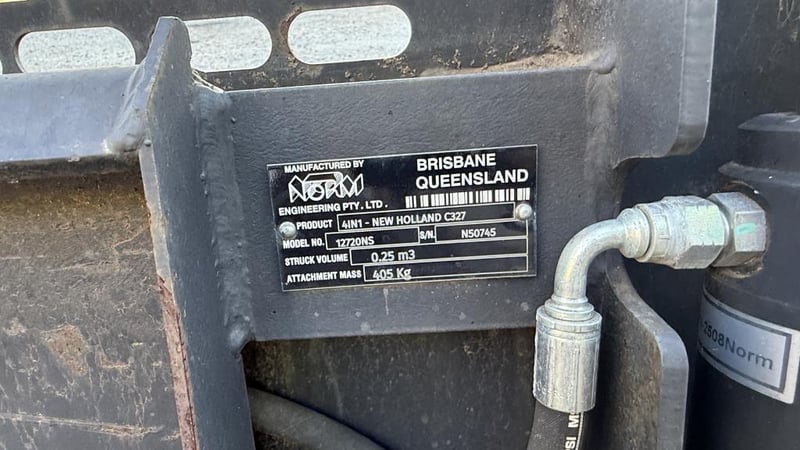 MANUFACTURED BY
NORM
ENGINEERING PTY. LTD.
BRISBANE
QUEENSLAND
PRODUCT 4IN1 - NEW HOLLAND C327
MODEL NO. 12720NS S/N. N50745
STRUCK VOLUME 0.25 m3
ATTACHMENT MASS 405 Kg
-2508Norm